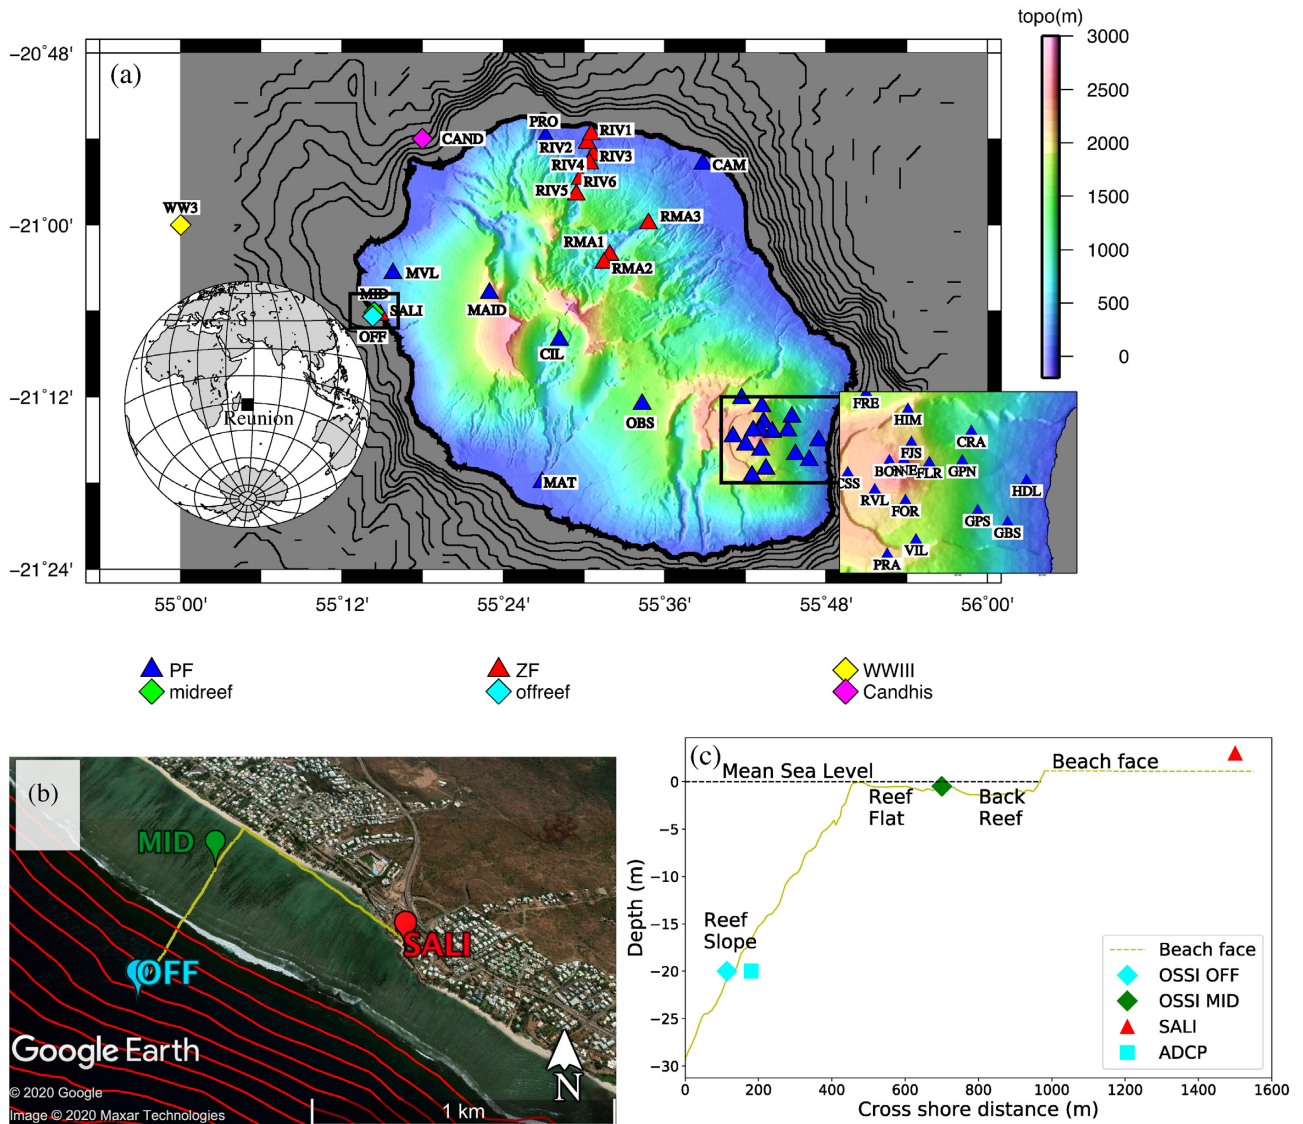 topo(m)
(a)
−20°48'
−21°00'
−21°12'
−21°24'
55°00'
55°12'
55°24'
55°36'
55°48'
56°00'
3000
2500
2000
1500
1000
500
0
CAND
PRO
RIV1
RIV2
RIV3
RIV4
RIV6
RIV5
CAM
WW3
RMA3
RMA1
RMA2
MVL
MID
MAID
SALI
OFF
CIL
Reunion
OBS
MAT
FRE
HIM
CRA
FJS
BON
FLR
GPN
CSS
HDL
RVL
FOR
GPS
GBS
VIL
PRA
PF
ZF
WWIII
midreef
offreef
Candhis
(b)
MID
OFF
SALI
Google Earth
© 2020 Google
Image © 2020 Maxar Technologies
1 km
N
(c)
Mean Sea Level
Beach face
Reef
Flat
Back
Reef
Reef
Slope
Depth (m)
0
−5
−10
−15
−20
−25
−30
0
200
400
600
800
1000
1200
1400
1600
Cross shore distance (m)
Beach face
OSSI OFF
OSSI MID
SALI
ADCP